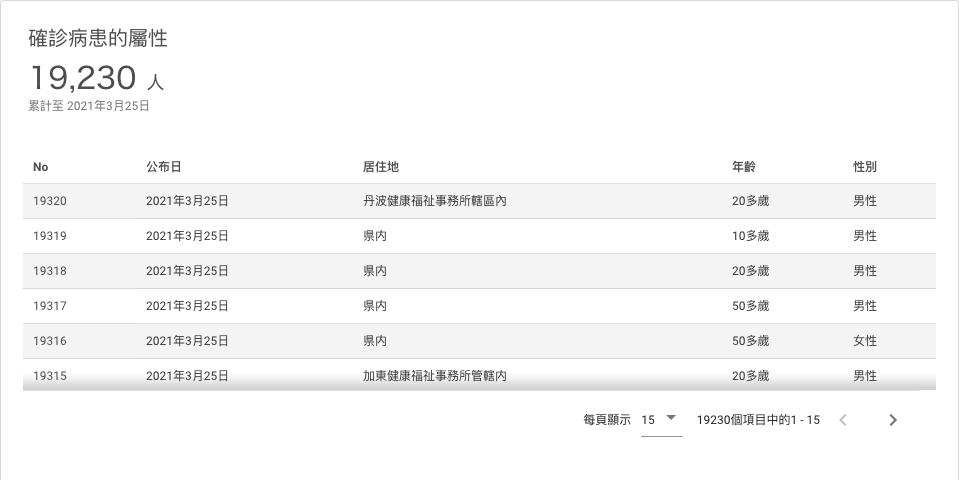 確診病患的屬性
19,230 人
累計至 2021年3月25日
No 公布日 居住地 年齡 性別
19320 2021年3月25日 丹波健康福祉事務所轄區內 20多歲 男性
19319 2021年3月25日 県内 10多歲 男性
19318 2021年3月25日 県内 20多歲 男性
19317 2021年3月25日 県内 50多歲 男性
19316 2021年3月25日 県内 50多歲 女性
19315 2021年3月25日 加東健康福祉事務所管轄内 20多歲 男性
每頁顯示 15 19230個項目中的1 - 15